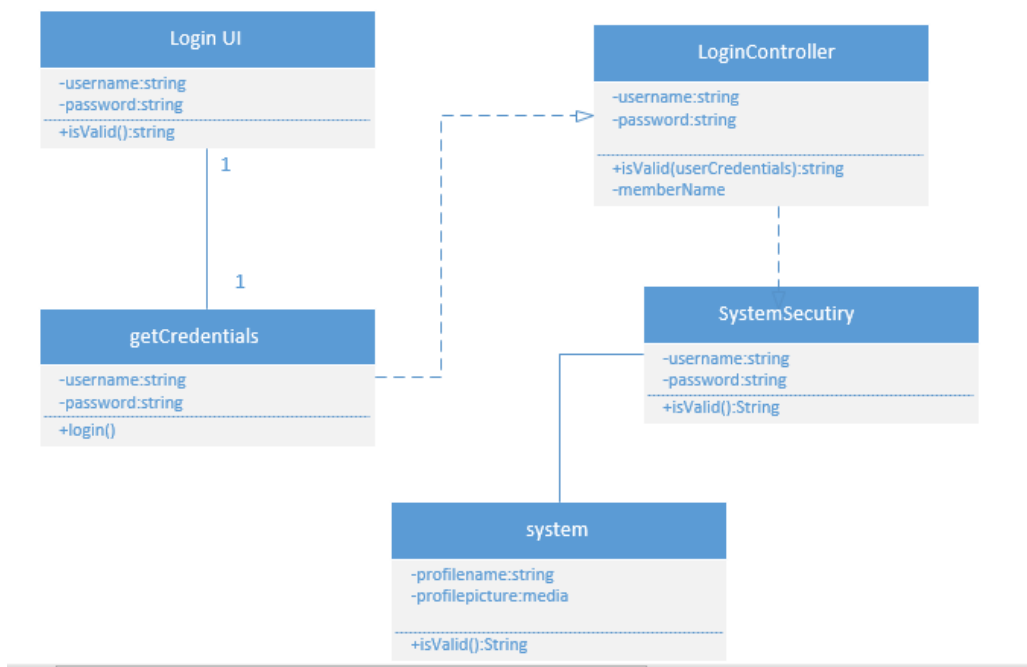 Login UI
-username:string
-password:string
+isValid():string
1
1
getCredentials
-username:string
-password:string
+login()
LoginController
-username:string
-password:string
+isValid(userCredentials):string
-memberName
SystemSecutiry
-username:string
-password:string
+isValid():String
system
-profilename:string
-profilepicture:media
+isValid():String